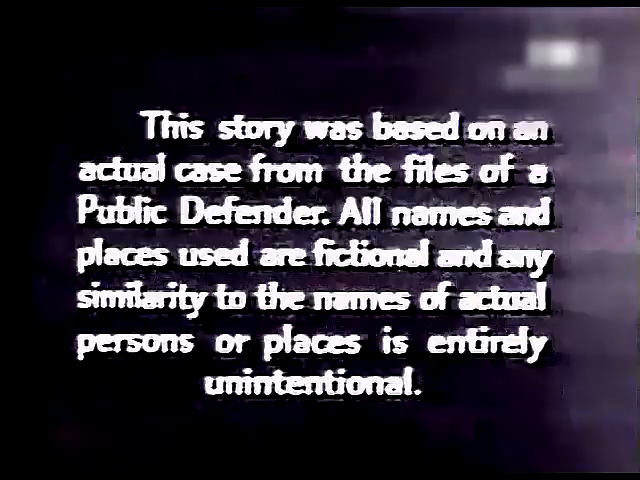 This story was based on an
actual case from the files of a
Public Defender. All names and
places used are fictional and any
similarity to the names of actual
persons or places is entirely
unintentional.